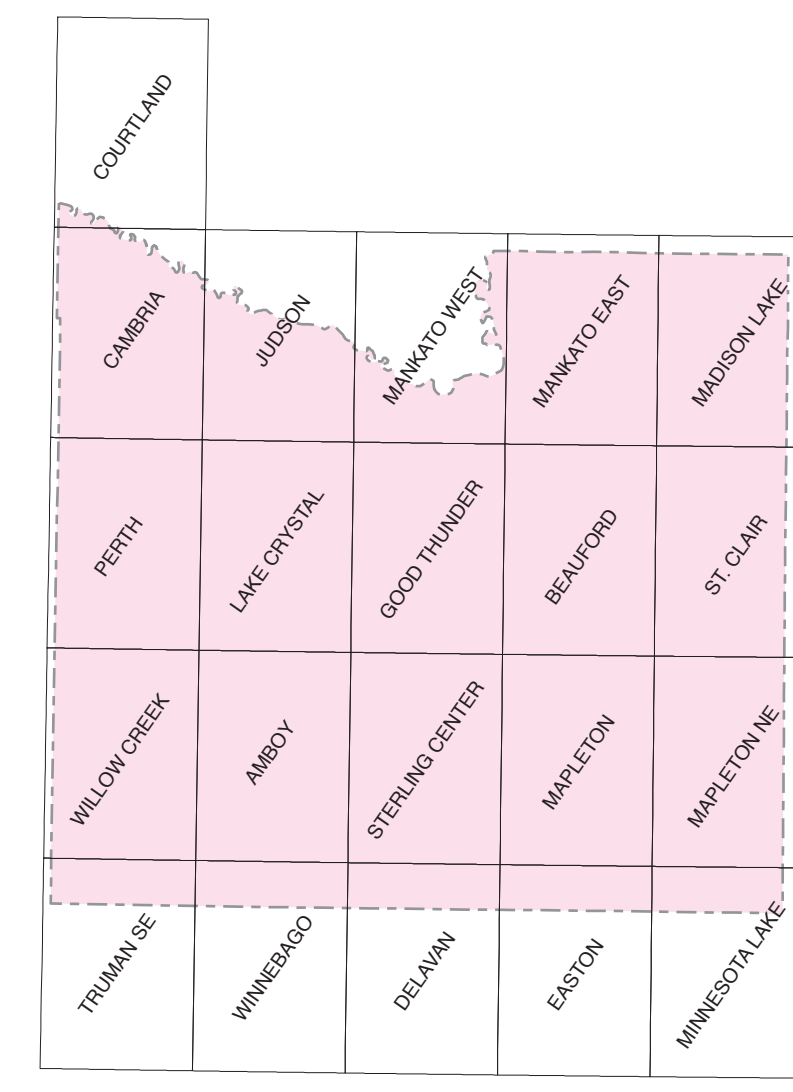 COURTLAND
CAMBRIA
JUDSON
MANKATO WEST
MANKATO EAST
MADISON LAKE
PERTH
LAKE CRYSTAL
GOOD THUNDER
BEAUFORD
ST. CLAIR
WILLOW CREEK
AMBOY
STERLING CENTER
MAPLETON
MAPLETON NE
TRUMAN SE
WINNEBAGO
DELAVAN
EASTON
MINNESOTA LAKE